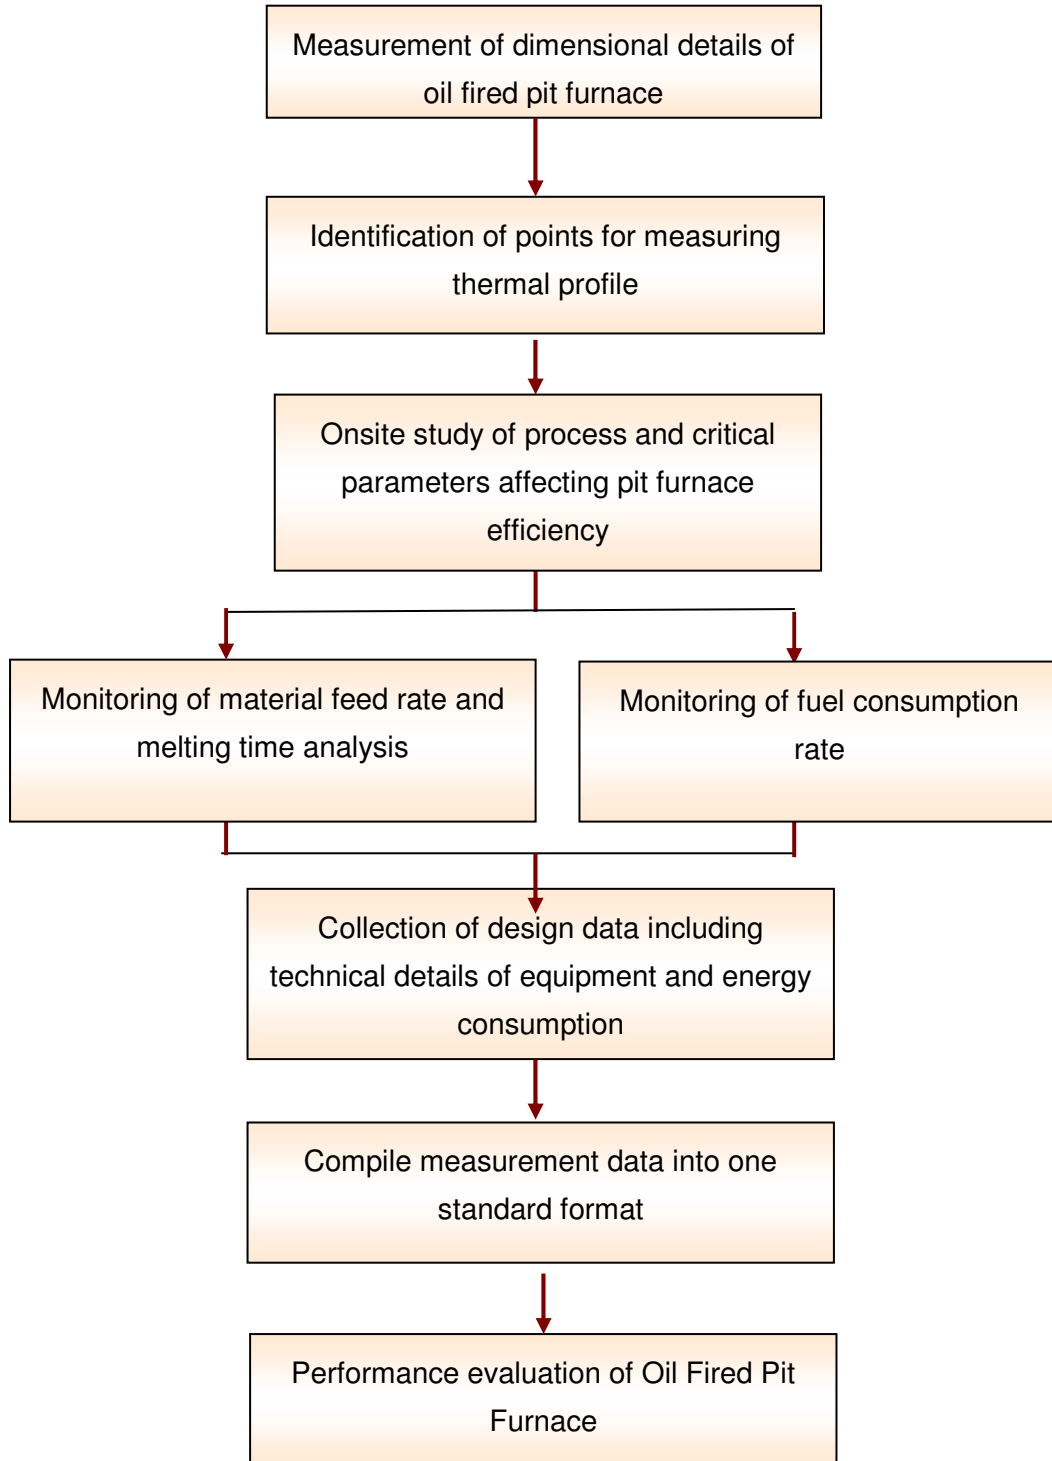 Measurement of dimensional details of
oil fired pit furnace
Identification of points for measuring
thermal profile
Onsite study of process and critical
parameters affecting pit furnace
efficiency
Monitoring of material feed rate and
melting time analysis
Monitoring of fuel consumption
rate
Collection of design data including
technical details of equipment and energy
consumption
Compile measurement data into one
standard format
Performance evaluation of Oil Fired Pit
Furnace